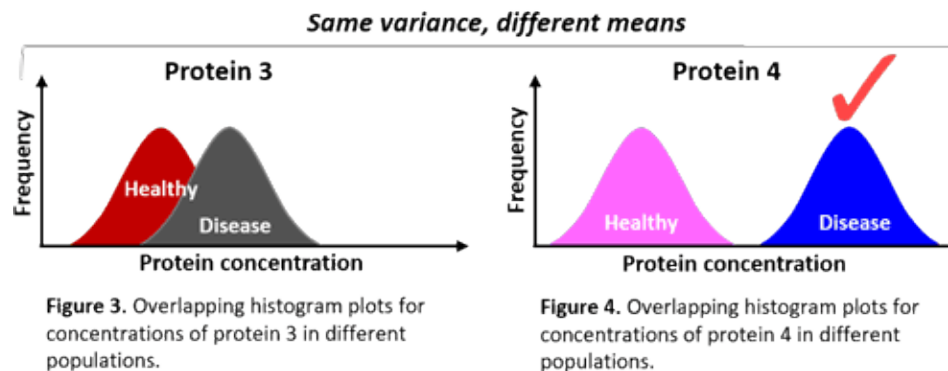 Same variance, different means
Protein 3
Frequency
Healthy
Disease
Protein concentration
Figure 3. Overlapping histogram plots for
concentrations of protein 3 in different
populations.
Protein 4
Frequency
Healthy
Disease
Protein concentration
Figure 4. Overlapping histogram plots for
concentrations of protein 4 in different
populations.